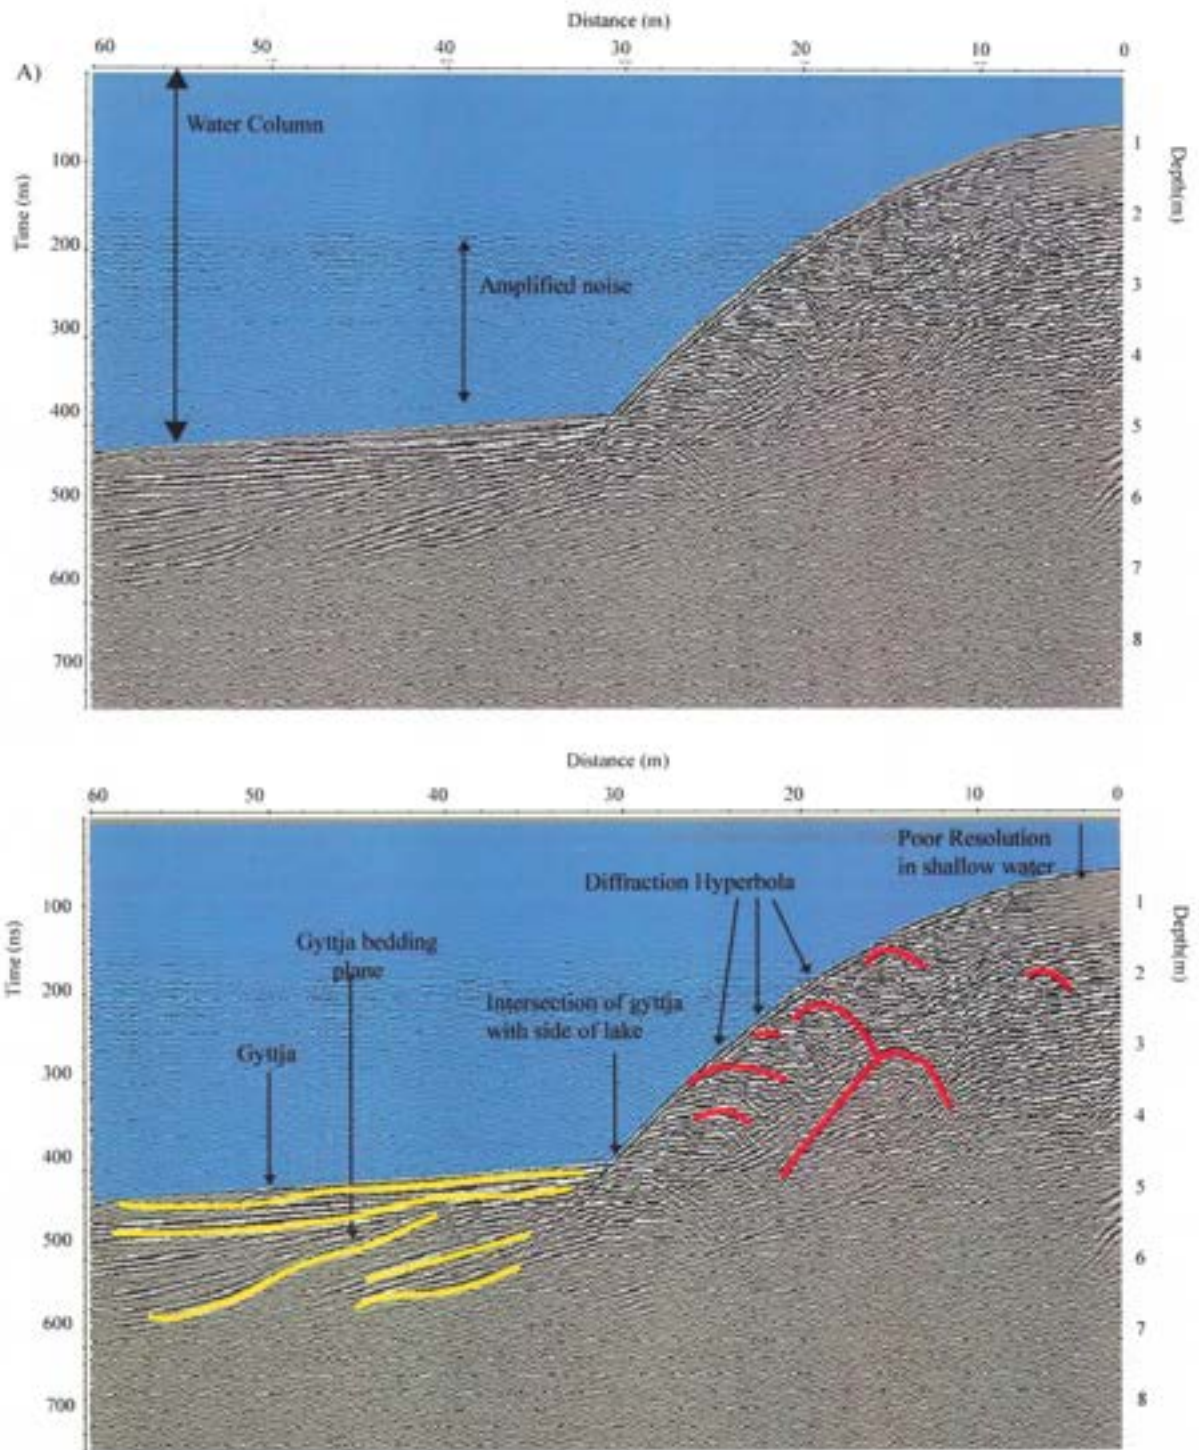 Distance (m)
60 50 40 30 20 10 0
A)
Water Column
100 1
Time (ns) Depth(m)
2
200
Amplified noise
3
300
4
400
5
500
6
7
600
8
700
Distance (m)
60 50 40 30 20 10 0
Poor Resolution
in shallow water
Diffraction Hyperbola
100 1
Time (ns) Depth(m)
Gyttja bedding
plane
2
200
Intersection of gyttja
with side of lake
Gyttja
3
300
4
400
5
500
6
600
7
700
8